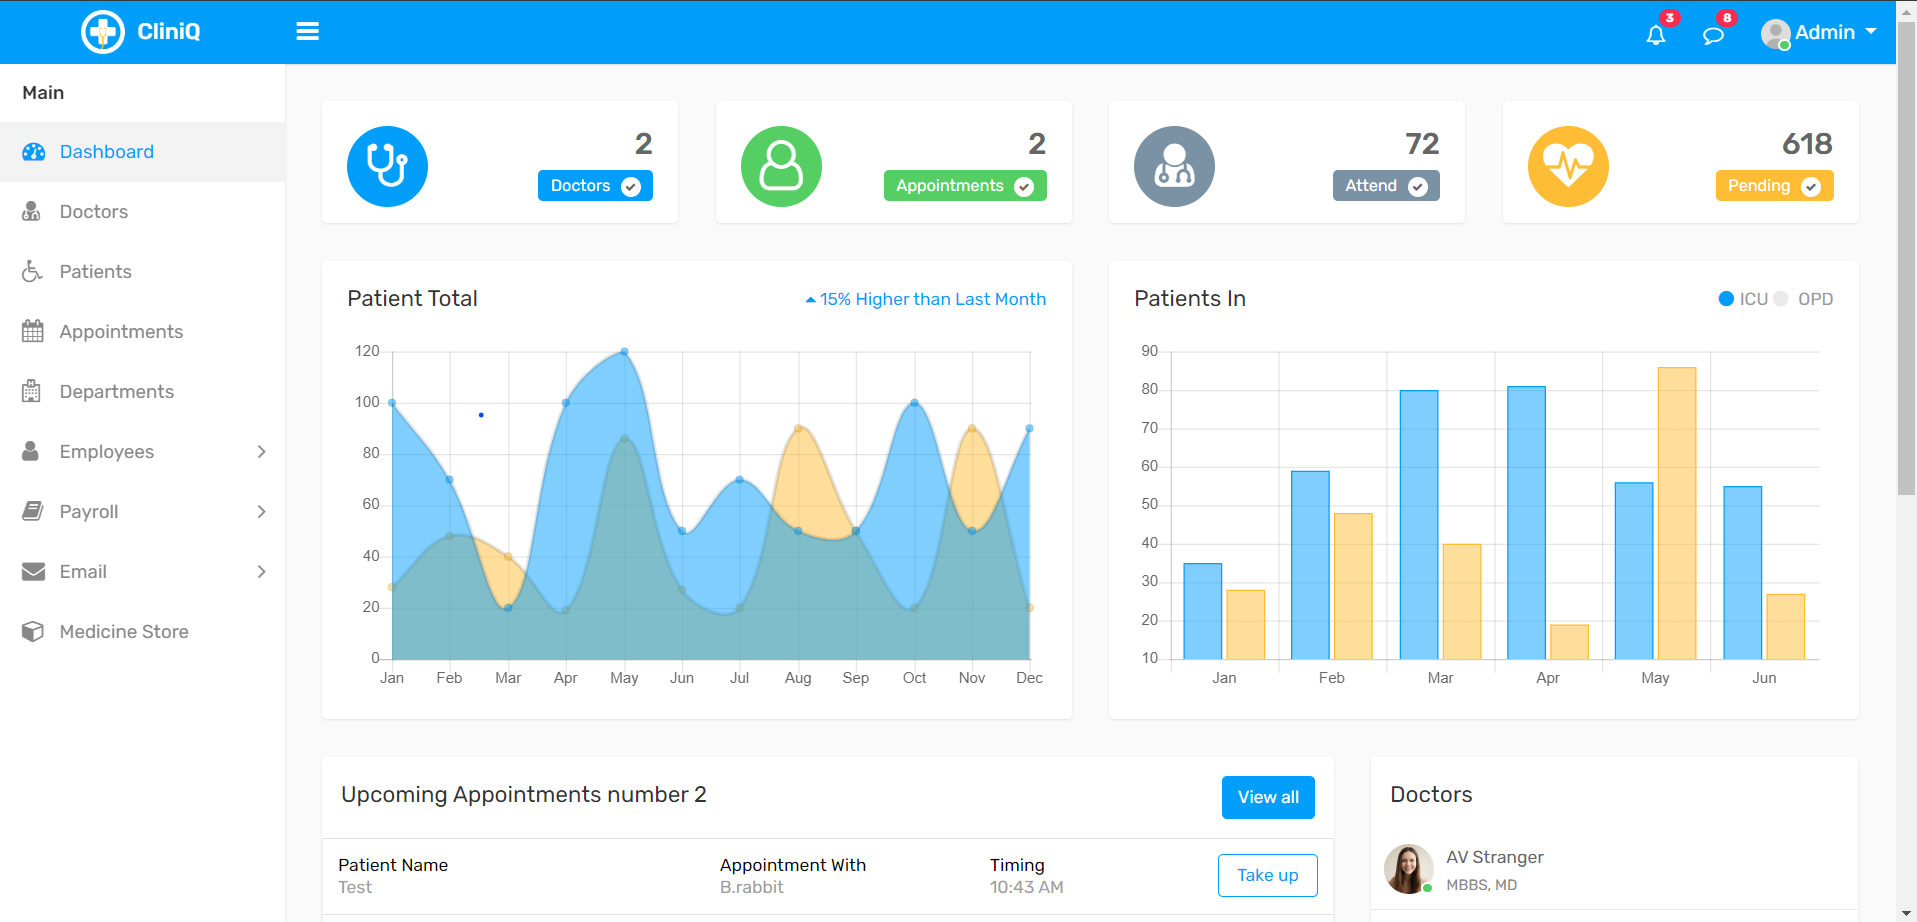 CliniQ
3
8
Admin
Main
Dashboard
Doctors
Patients
Appointments
Departments
Employees
Payroll
Email
Medicine Store
2
Doctors
2
Appointments
72
Attend
618
Pending
Patient Total
15% Higher than Last Month
120
100
80
60
40
20
0
Jan Feb Mar Apr May Jun Jul Aug Sep Oct Nov Dec
Patients In
ICU OPD
90
80
70
60
50
40
30
20
10
Jan Feb Mar Apr May Jun
Upcoming Appointments number 2
View all
Patient Name Appointment With Timing
Test B.rabbit 10:43 AM
Take up
Doctors
AV Stranger
MBBS, MD